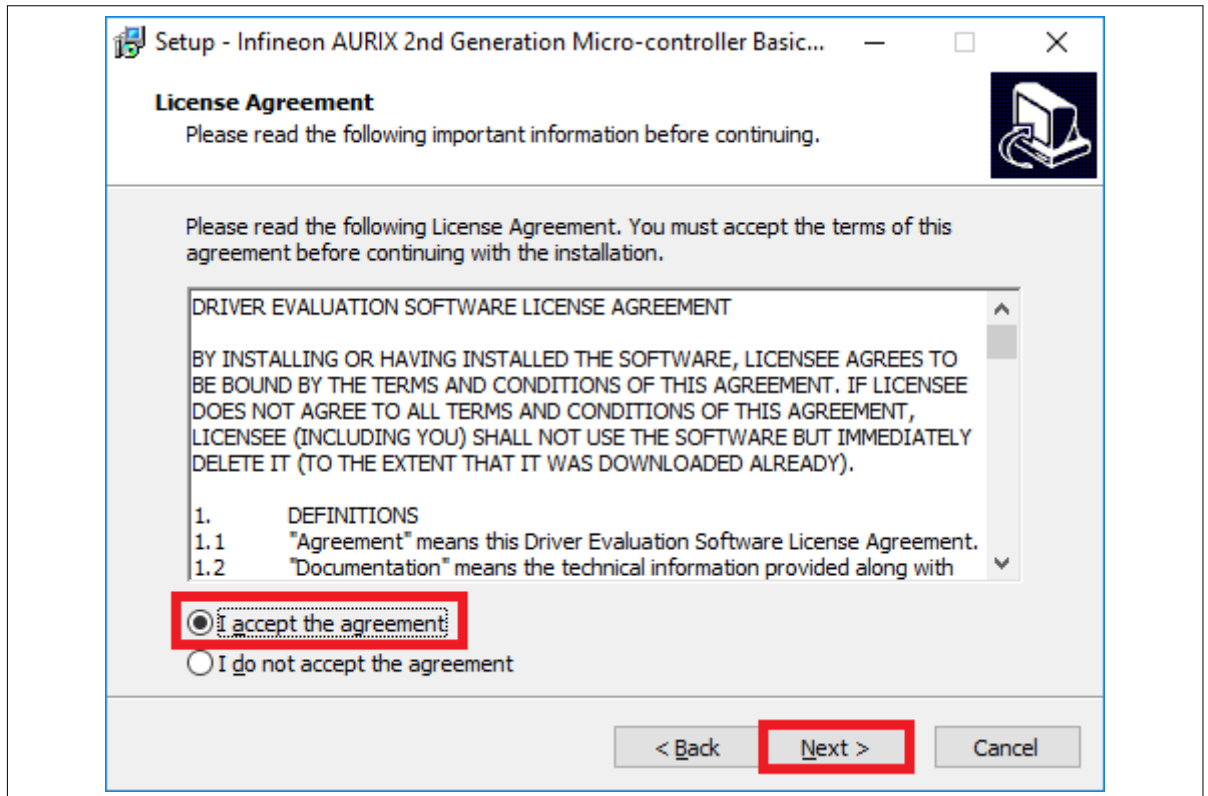 Setup - Infineon AURIX 2nd Generation Micro-controller Basic...
License Agreement
Please read the following important information before continuing.
Please read the following License Agreement. You must accept the terms of this
agreement before continuing with the installation.
DRIVER EVALUATION SOFTWARE LICENSE AGREEMENT
BY INSTALLING OR HAVING INSTALLED THE SOFTWARE, LICENSEE AGREES TO
BE BOUND BY THE TERMS AND CONDITIONS OF THIS AGREEMENT. IF LICENSEE
DOES NOT AGREE TO ALL TERMS AND CONDITIONS OF THIS AGREEMENT,
LICENSEE (INCLUDING YOU) SHALL NOT USE THE SOFTWARE BUT IMMEDIATELY
DELETE IT (TO THE EXTENT THAT IT WAS DOWNLOADED ALREADY).
1. DEFINITIONS
1.1 "Agreement" means this Driver Evaluation Software License Agreement.
1.2 "Documentation" means the technical information provided along with
I accept the agreement
I do not accept the agreement
< Back Next > Cancel